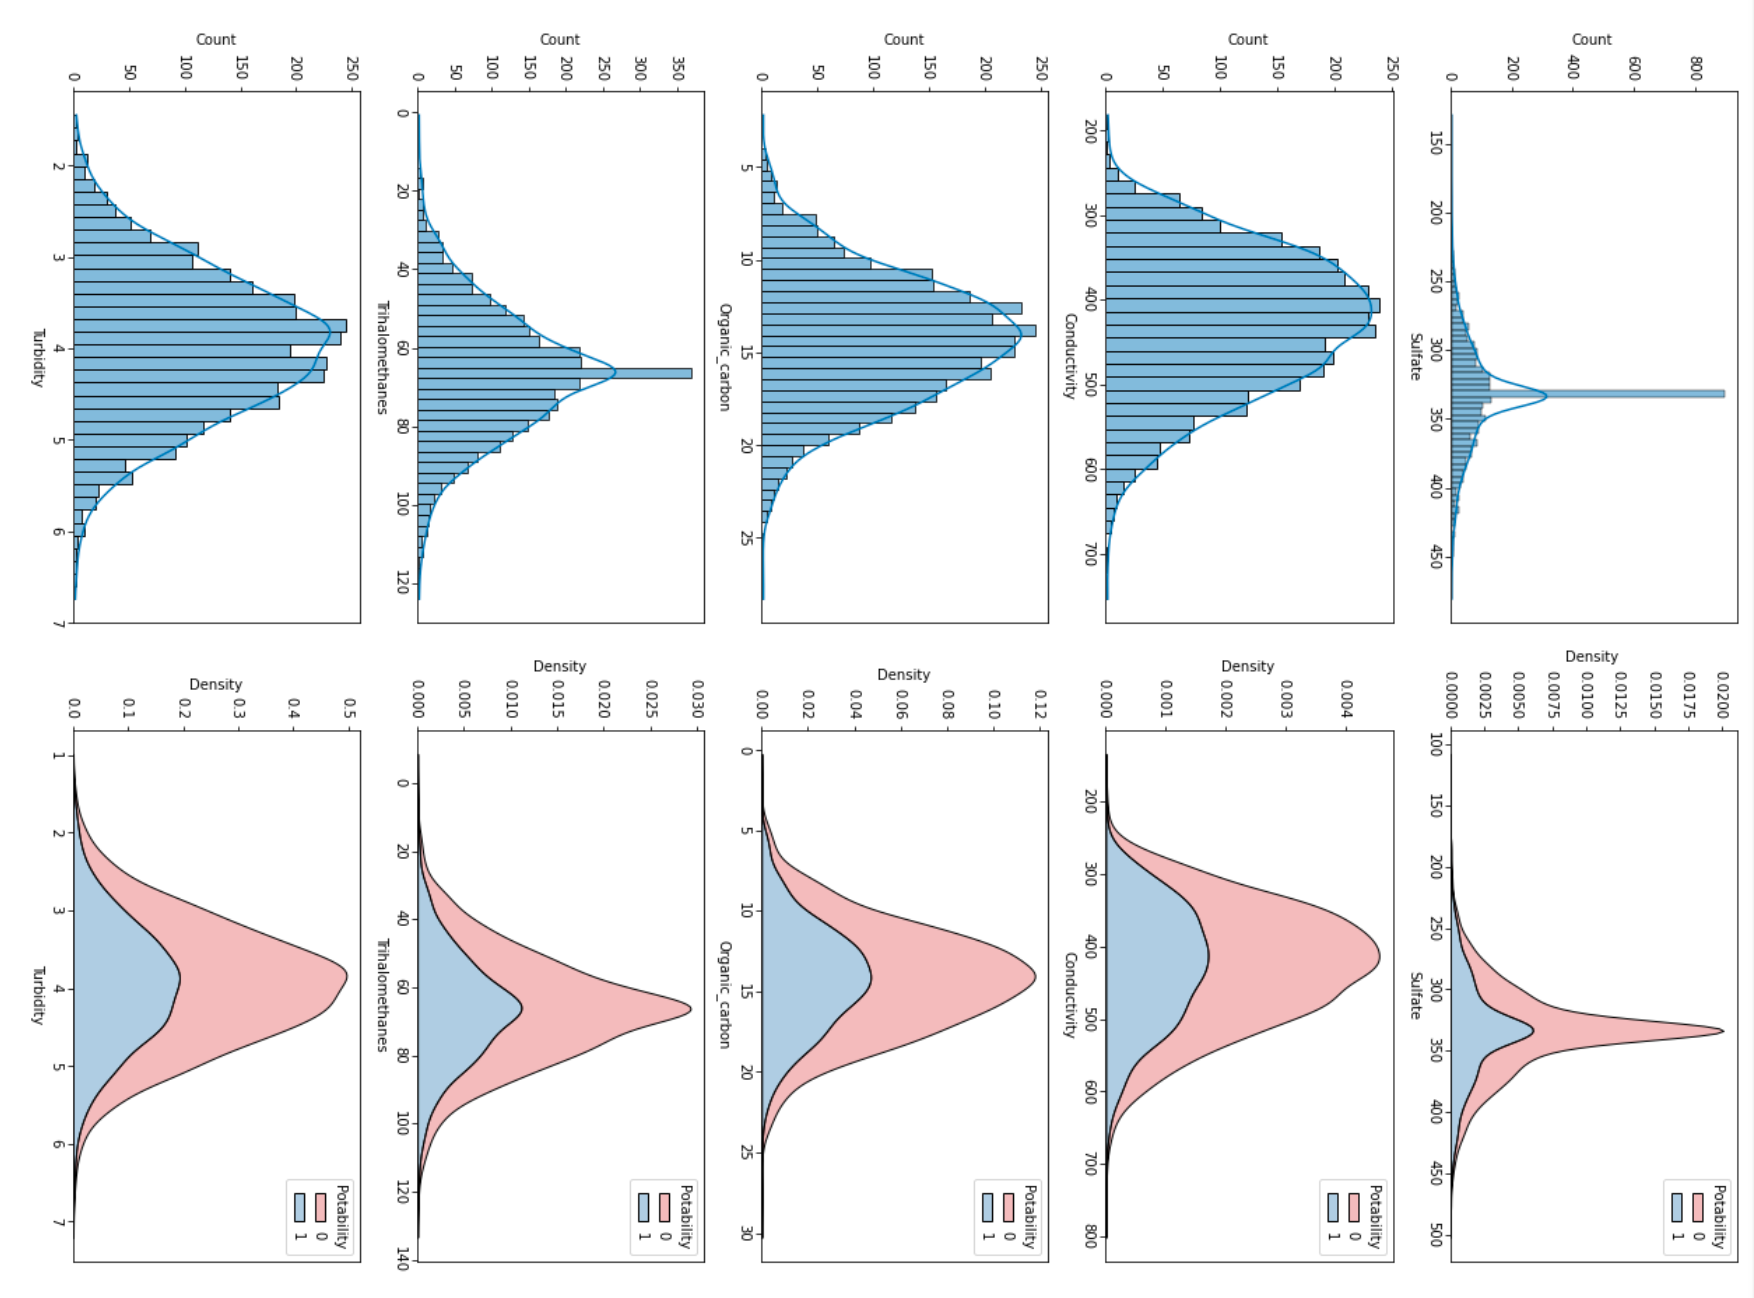 Count
800
600
400
200
0
150 200 250 300 350 400 450
Sulfate
Density
0.0200
0.0175
0.0150
0.0125
0.0100
0.0075
0.0050
0.0025
0.0000
100 150 200 250 300 350 400 450 500
Sulfate
Potability
0
1
Count
250
200
150
100
50
0
200 300 400 500 600 700
Conductivity
Density
0.004
0.003
0.002
0.001
0.000
200 300 400 500 600 700 800
Conductivity
Potability
0
1
Count
250
200
150
100
50
0
5 10 15 20 25
Organic_carbon
Density
0.12
0.10
0.08
0.06
0.04
0.02
0.00
0 5 10 15 20 25 30
Organic_carbon
Potability
0
1
Count
350
300
250
200
150
100
50
0
0 20 40 60 80 100 120
Trihalomethanes
Density
0.030
0.025
0.020
0.015
0.010
0.005
0.000
0 20 40 60 80 100 120 140
Trihalomethanes
Potability
0
1
Count
250
200
150
100
50
0
2 3 4 5 6 7
Turbidity
Density
0.5
0.4
0.3
0.2
0.1
0.0
1 2 3 4 5 6 7
Turbidity
Potability
0
1